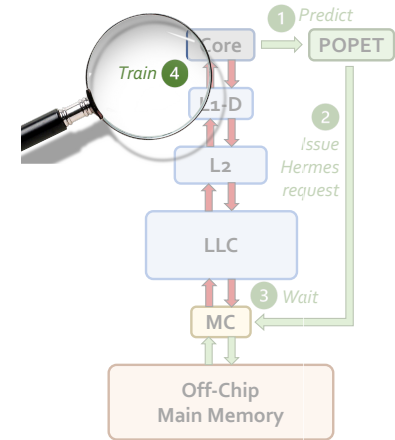 1 Predict
Core
POPET
Train 4
L1-D
2
Issue
Hermes
request
L2
LLC
3 Wait
MC
Off-Chip
Main Memory